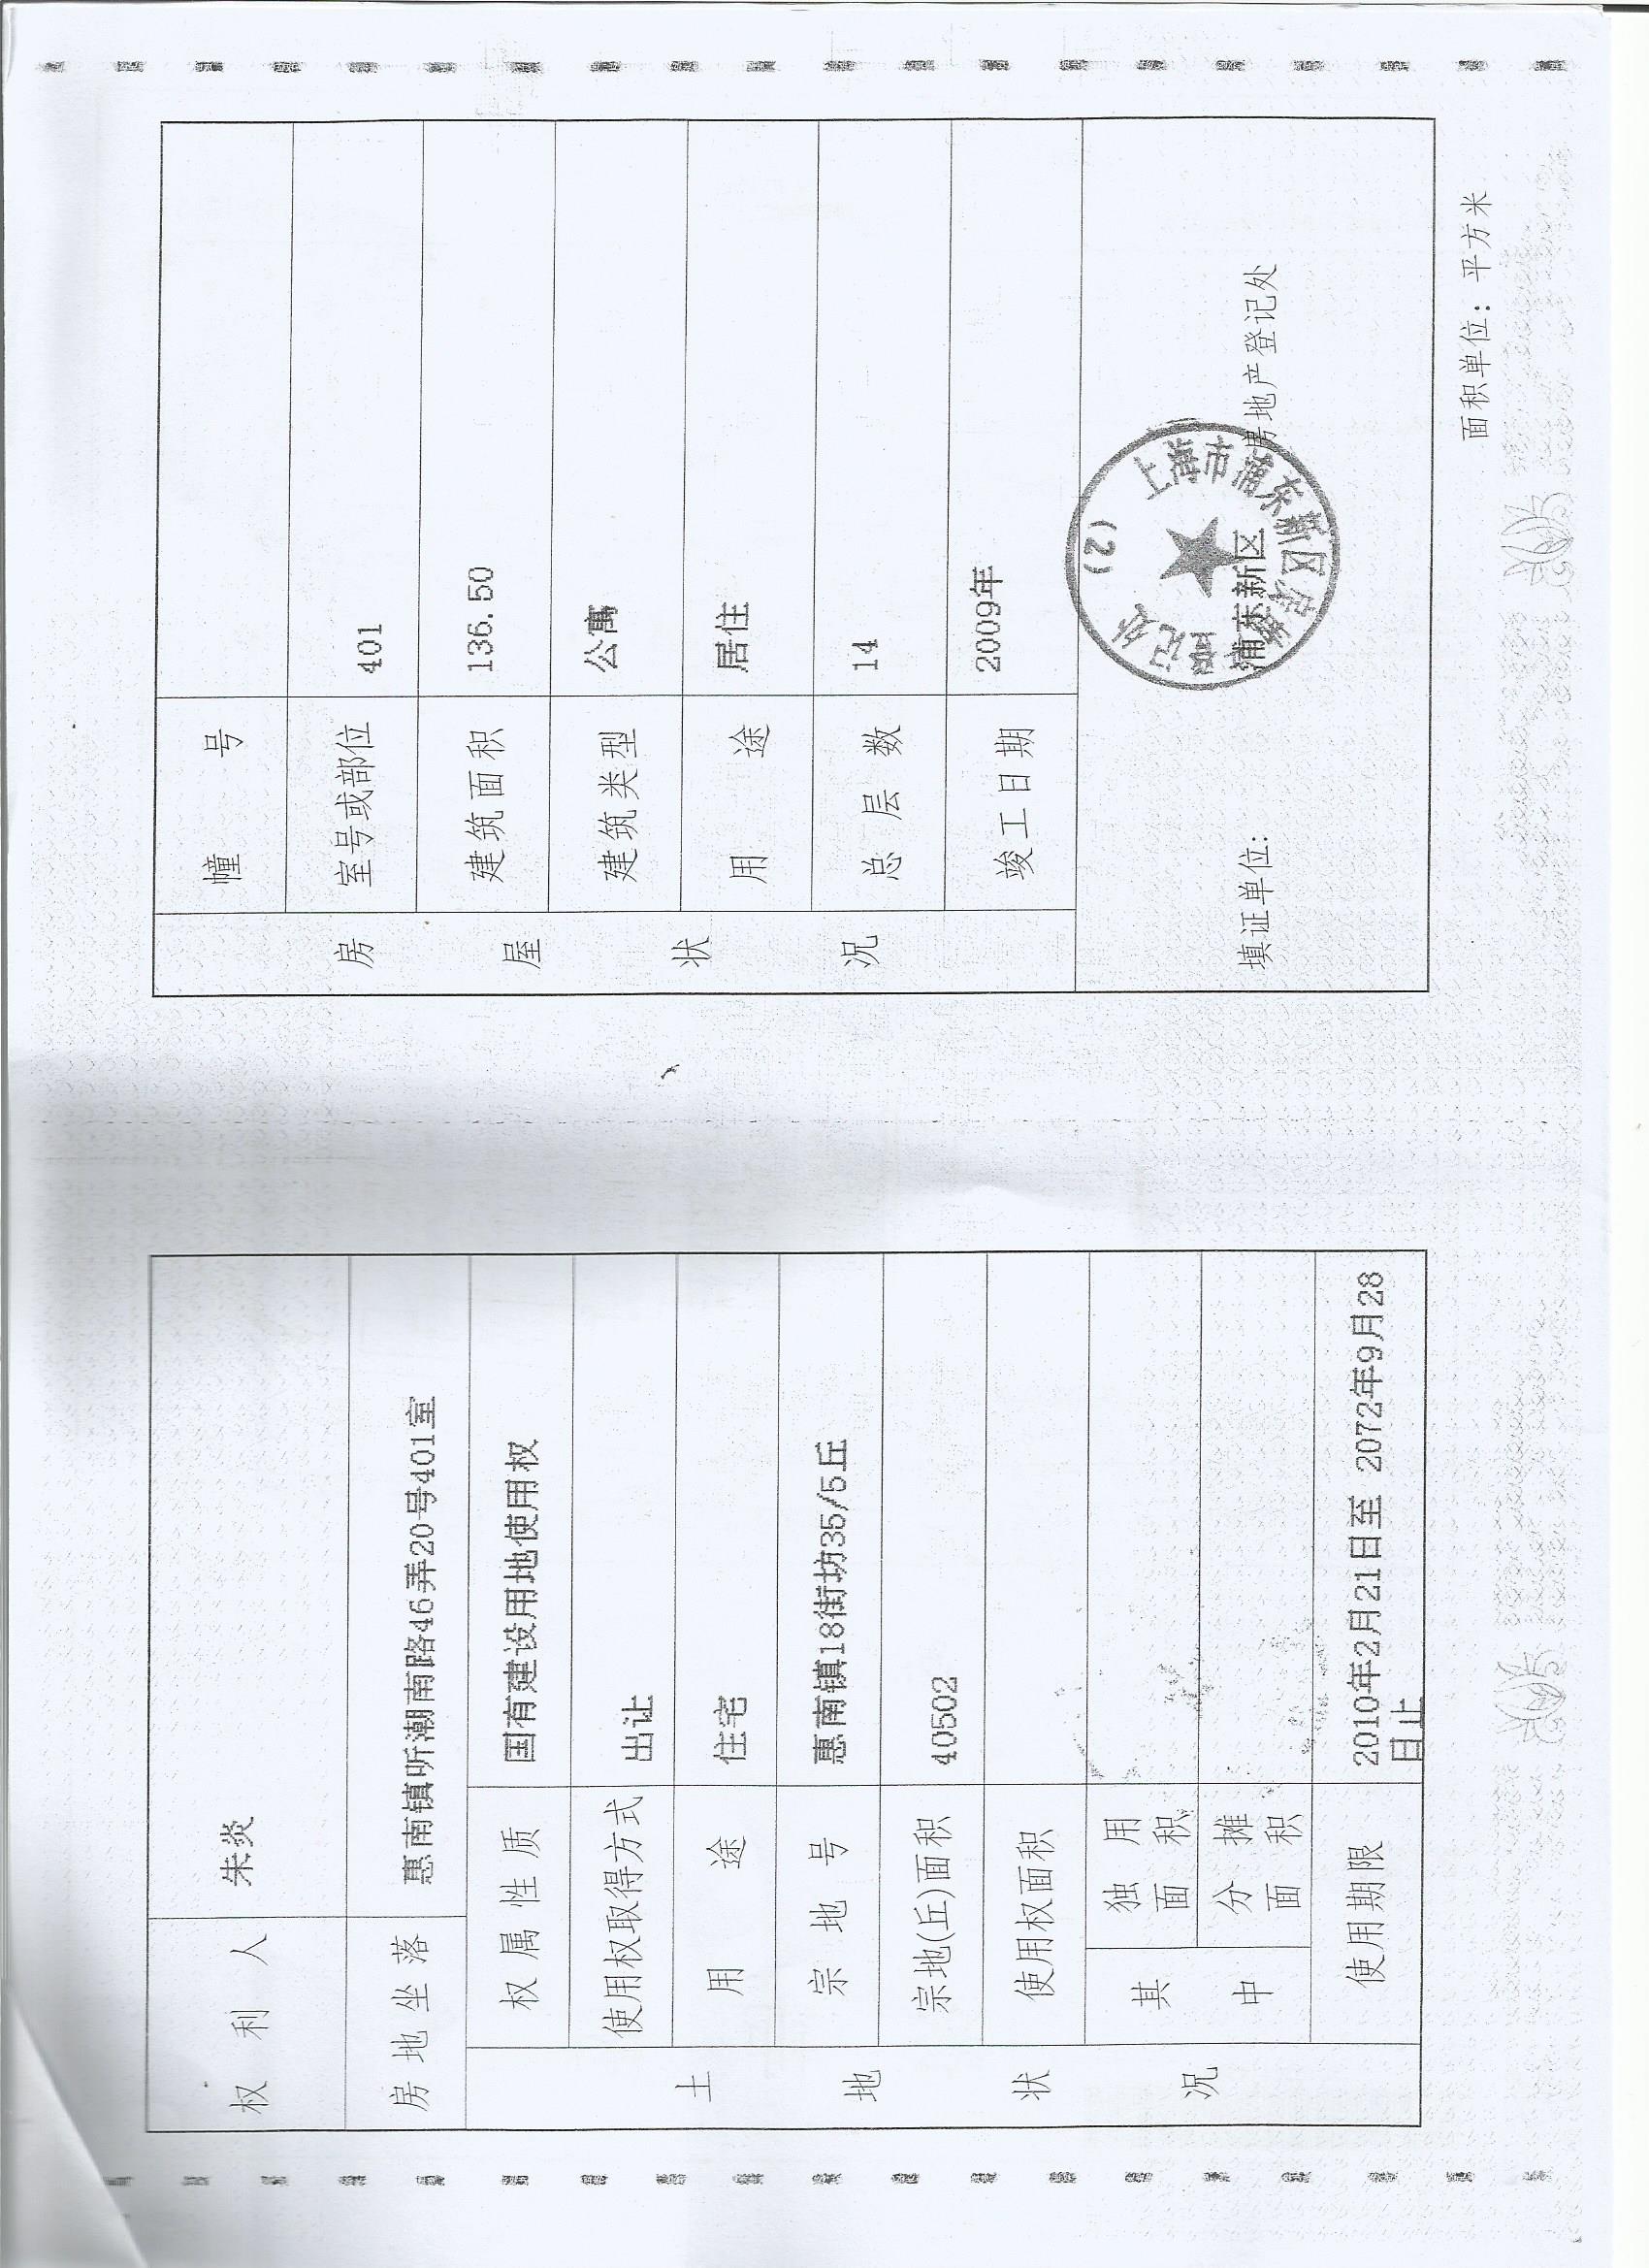 权利人 朱炎
房地坐落 惠南镇听潮南路46弄20号401室
土地状况
权属性质 国有建设用地使用权
使用权取得方式 出让
用途 住宅
宗地号 惠南镇18街坊35/5丘
宗地(丘)面积 40502
使用权面积
其中
独用面积
分摊面积
使用期限 2010年2月21日至 2072年9月28
日止
房屋状况
幢号
室号或部位 401
建筑面积 136.50
建筑类型 公寓
用途 居住
总层数 14
竣工日期 2009年
填证单位: 浦东新区 房地产登记处
上海市浦东新区房地产登记处
(2)
面积单位: 平方米